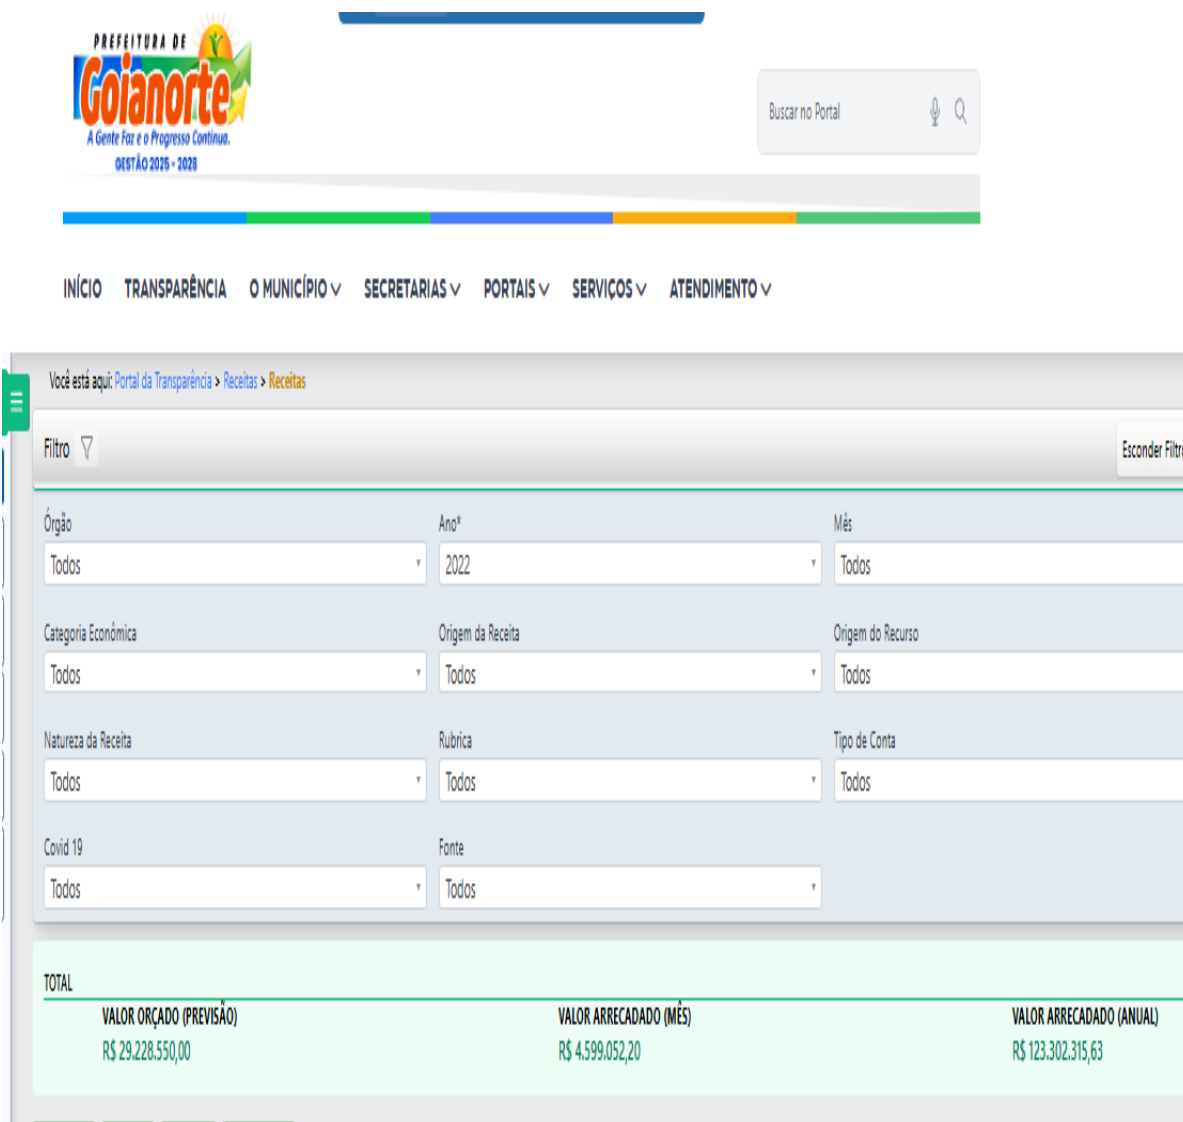 PREFEITURA DE
Goianorte
A Gente Faz e o Progresso Continua.
GESTÃO 2025 - 2028
Buscar no Portal
INÍCIO TRANSPARÊNCIA O MUNICÍPIO SECRETARIAS PORTAIS SERVIÇOS ATENDIMENTO
Você está aqui: Portal da Transparência > Receitas > Receitas
Filtro
Esconder Filtro
Órgão Ano* Mês
Todos 2022 Todos
Categoria Econômica Origem da Receita Origem do Recurso
Todos Todos Todos
Natureza da Receita Rubrica Tipo de Conta
Todos Todos Todos
Covid 19 Fonte
Todos Todos
TOTAL
VALOR ORÇADO (PREVISÃO) VALOR ARRECADADO (MÊS) VALOR ARRECADADO (ANUAL)
R$ 29.228.550,00 R$ 4.599.052,20 R$ 123.302.315,63